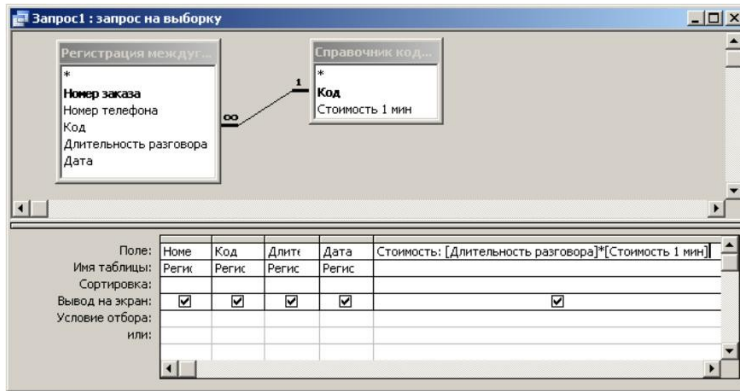 Запрос1 : запрос на выборку
Регистрация междуг...
*
Номер заказа
Номер телефона
Код
Длительность разговора
Дата
∞
1
Справочник код...
*
Код
Стоимость 1 мин
Поле: Номе Код Длите Дата Стоимость: [Длительность разговора]*[Стоимость 1 мин]
Имя таблицы: Регис Регис Регис Регис
Сортировка:
Вывод на экран:
Условие отбора:
или: